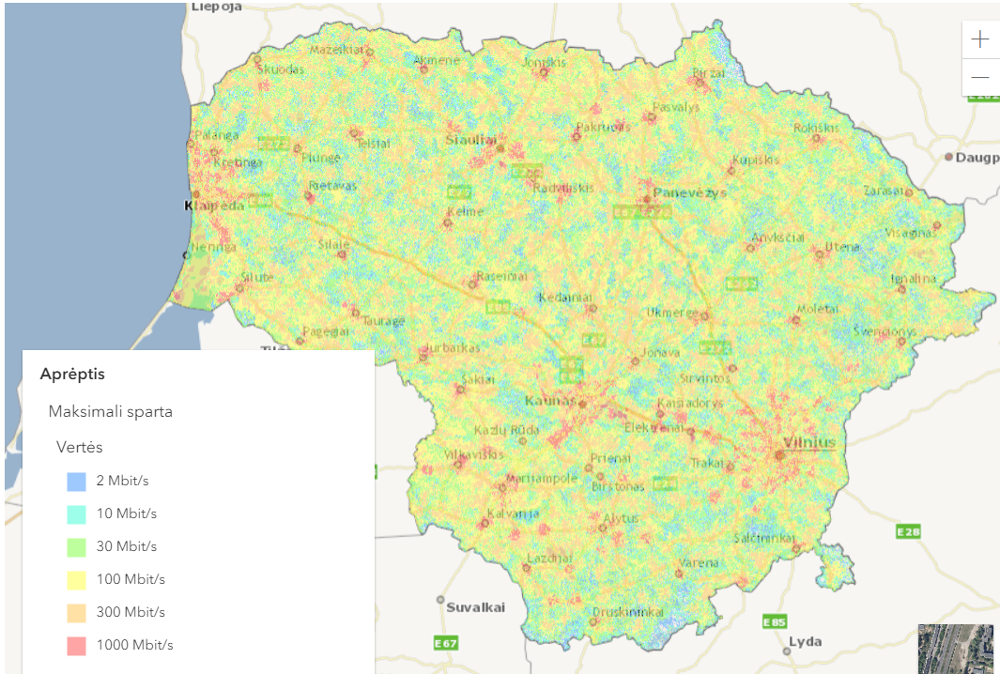 Liepoja
Mažeikiai
Skuodas
Akmenė
Joniškis
Biržai
+
−
Pasvalys
Palanga
Kretinga
Plungė
Telšiai
Šiauliai
Pakruojis
Rokiškis
Daugp
Kupiškis
Rietavas
Radviliškis
Panevėžys
Zarasai
Klaipėda
Kelmė
Visaginas
Neringa
Šilalė
Anykščiai
Utena
Šilutė
Raseiniai
Ignalina
Kėdainiai
Ukmergė
Molėtai
Tauragė
Pagėgiai
Švenčionys
Jurbarkas
Jonava
Širvintos
Šakiai
Kaunas
Kaišiadorys
Elektrėnai
Kazlų Rūda
Vilnius
Vilkaviškis
Prienai
Trakai
Marijampolė
Birštonas
Kalvarija
Alytus
E28
Šalčininkai
Lazdijai
Varėna
Suvalkai
Druskininkai
E85
E67
Lyda
Aprėptis
Maksimali sparta
Vertės
2 Mbit/s
10 Mbit/s
30 Mbit/s
100 Mbit/s
300 Mbit/s
1000 Mbit/s